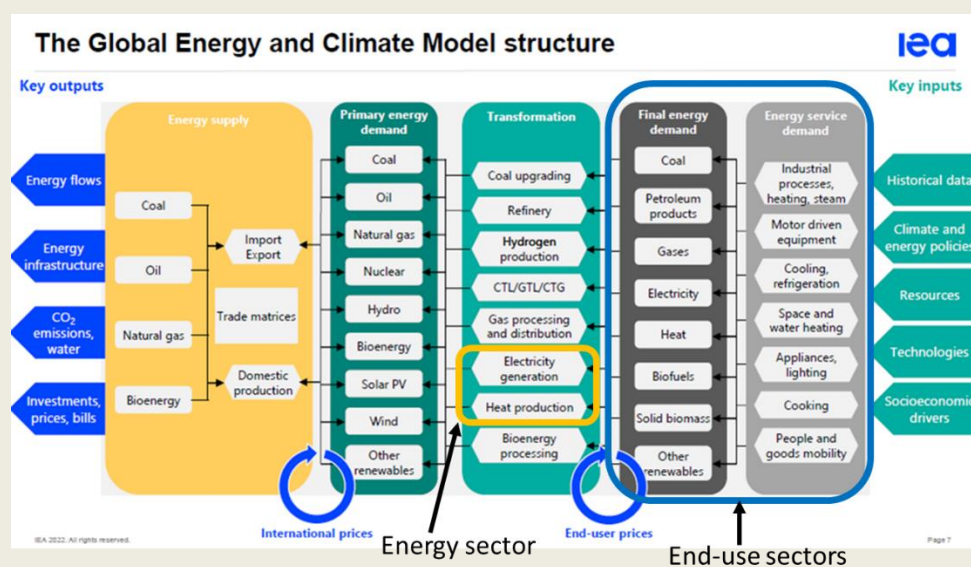 The Global Energy and Climate Model structure
iea
Key outputs
Key inputs
Energy flows
Energy
infrastructure
CO2
emissions,
water
Investments,
prices, bills
Energy supply
Coal
Oil
Natural gas
Bioenergy
Import
Export
Trade matrices
Domestic
production
Primary energy
demand
Coal
Oil
Natural gas
Nuclear
Hydro
Bioenergy
Solar PV
Wind
Other
renewables
Transformation
Coal upgrading
Refinery
Hydrogen
production
CTL/GTL/CTG
Gas processing
and distribution
Electricity
generation
Heat production
Bioenergy
processing
Final energy
demand
Coal
Petroleum
products
Gases
Electricity
Heat
Biofuels
Solid biomass
Other
renewables
Energy service
demand
Industrial
processes,
heating, steam
Motor driven
equipment
Cooling,
refrigeration
Space and
water heating
Appliances,
lighting
Cooking
People and
goods mobility
Historical data
Climate and
energy policies
Resources
Technologies
Socioeconomic
drivers
International prices
End-user prices
IEA 2022. All rights reserved.
Page 7
Energy sector
End-use sectors